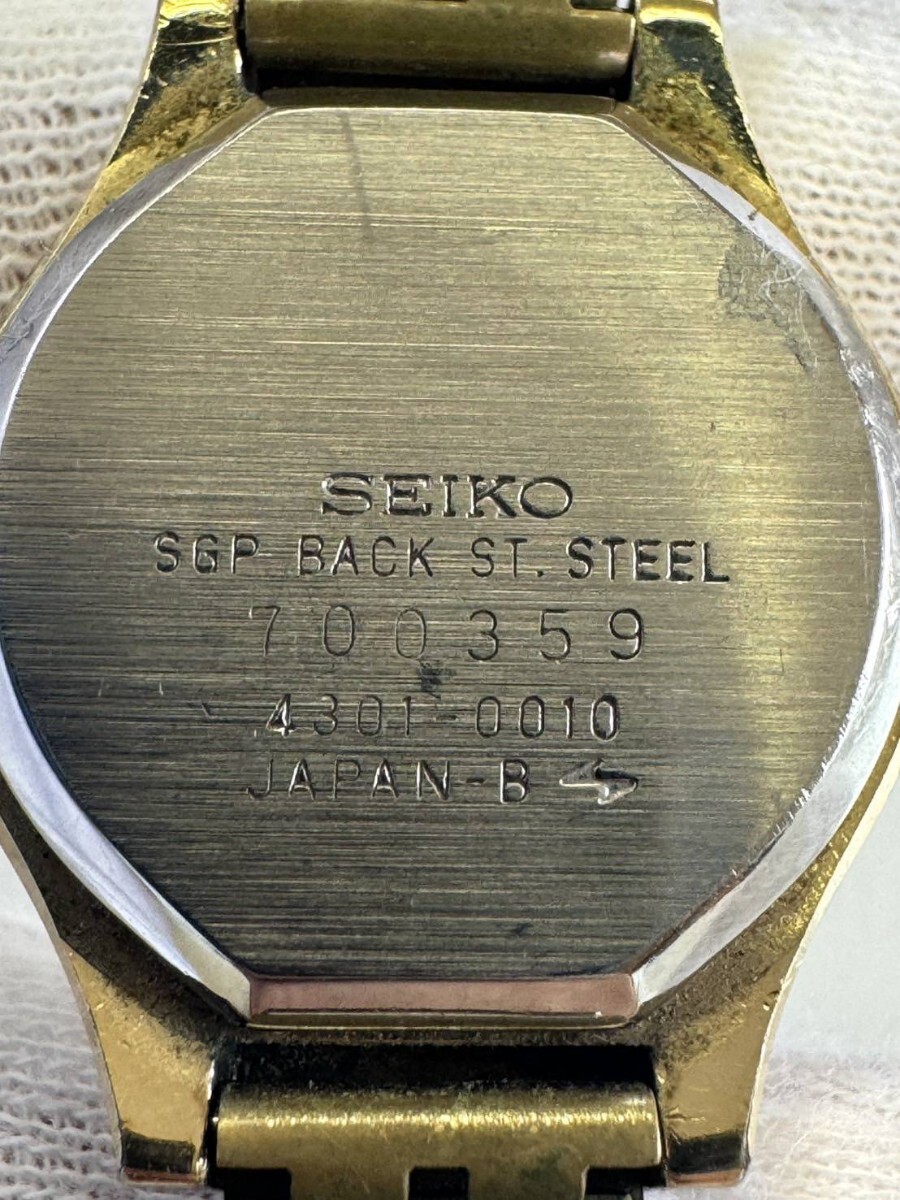 SEIKO
SGP BACK ST. STEEL
700359
4301-0010
JAPAN-B